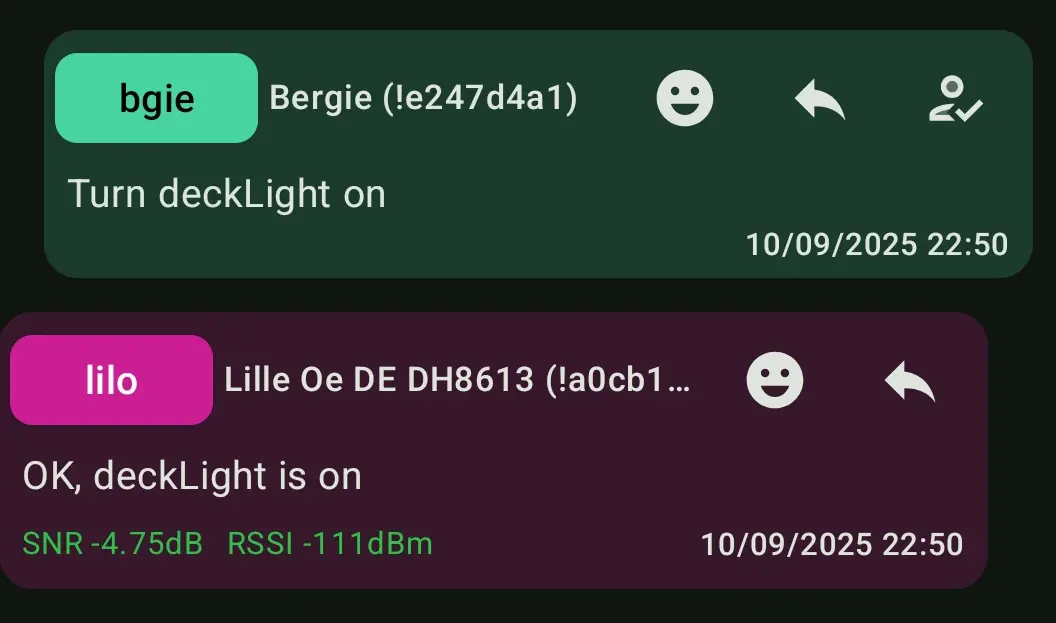 bgie Bergie (!e247d4a1)
Turn deckLight on
10/09/2025 22:50
lilo Lille Oe DE DH8613 (!a0cb1…
OK, deckLight is on
SNR -4.75dB RSSI -111dBm 10/09/2025 22:50